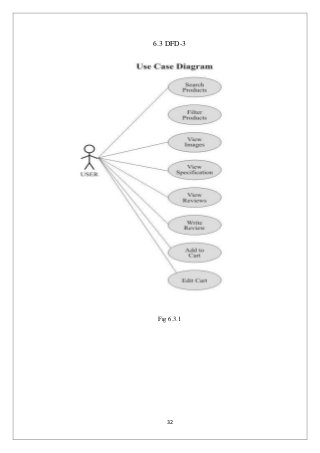 6.3 DFD-3
Use Case Diagram
Search
Products
Filter
Products
View
Images
View
Specification
USER
View
Reviews
Write
Review
Add to
Cart
Edit Cart
Fig 6.3.1
32